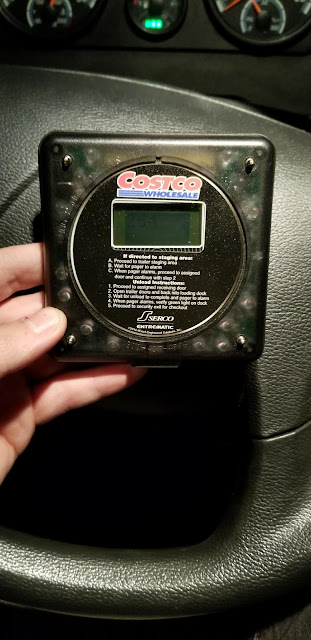 COSTCO
WHOLESALE
If directed to staging area:
A. Proceed to trailer staging area
B. Wait for pager to alarm
C. When pager alarms, proceed to assigned
door and continue with step 2
Unload Instructions:
1. Proceed to assigned receiving door
2. Open trailer doors and back into loading dock
3. Wait for unload to complete and pager to alarm
4. When pager alarms, verify green light on dock
5. Proceed to security exit for checkout
SERCO
ENTREMATIC